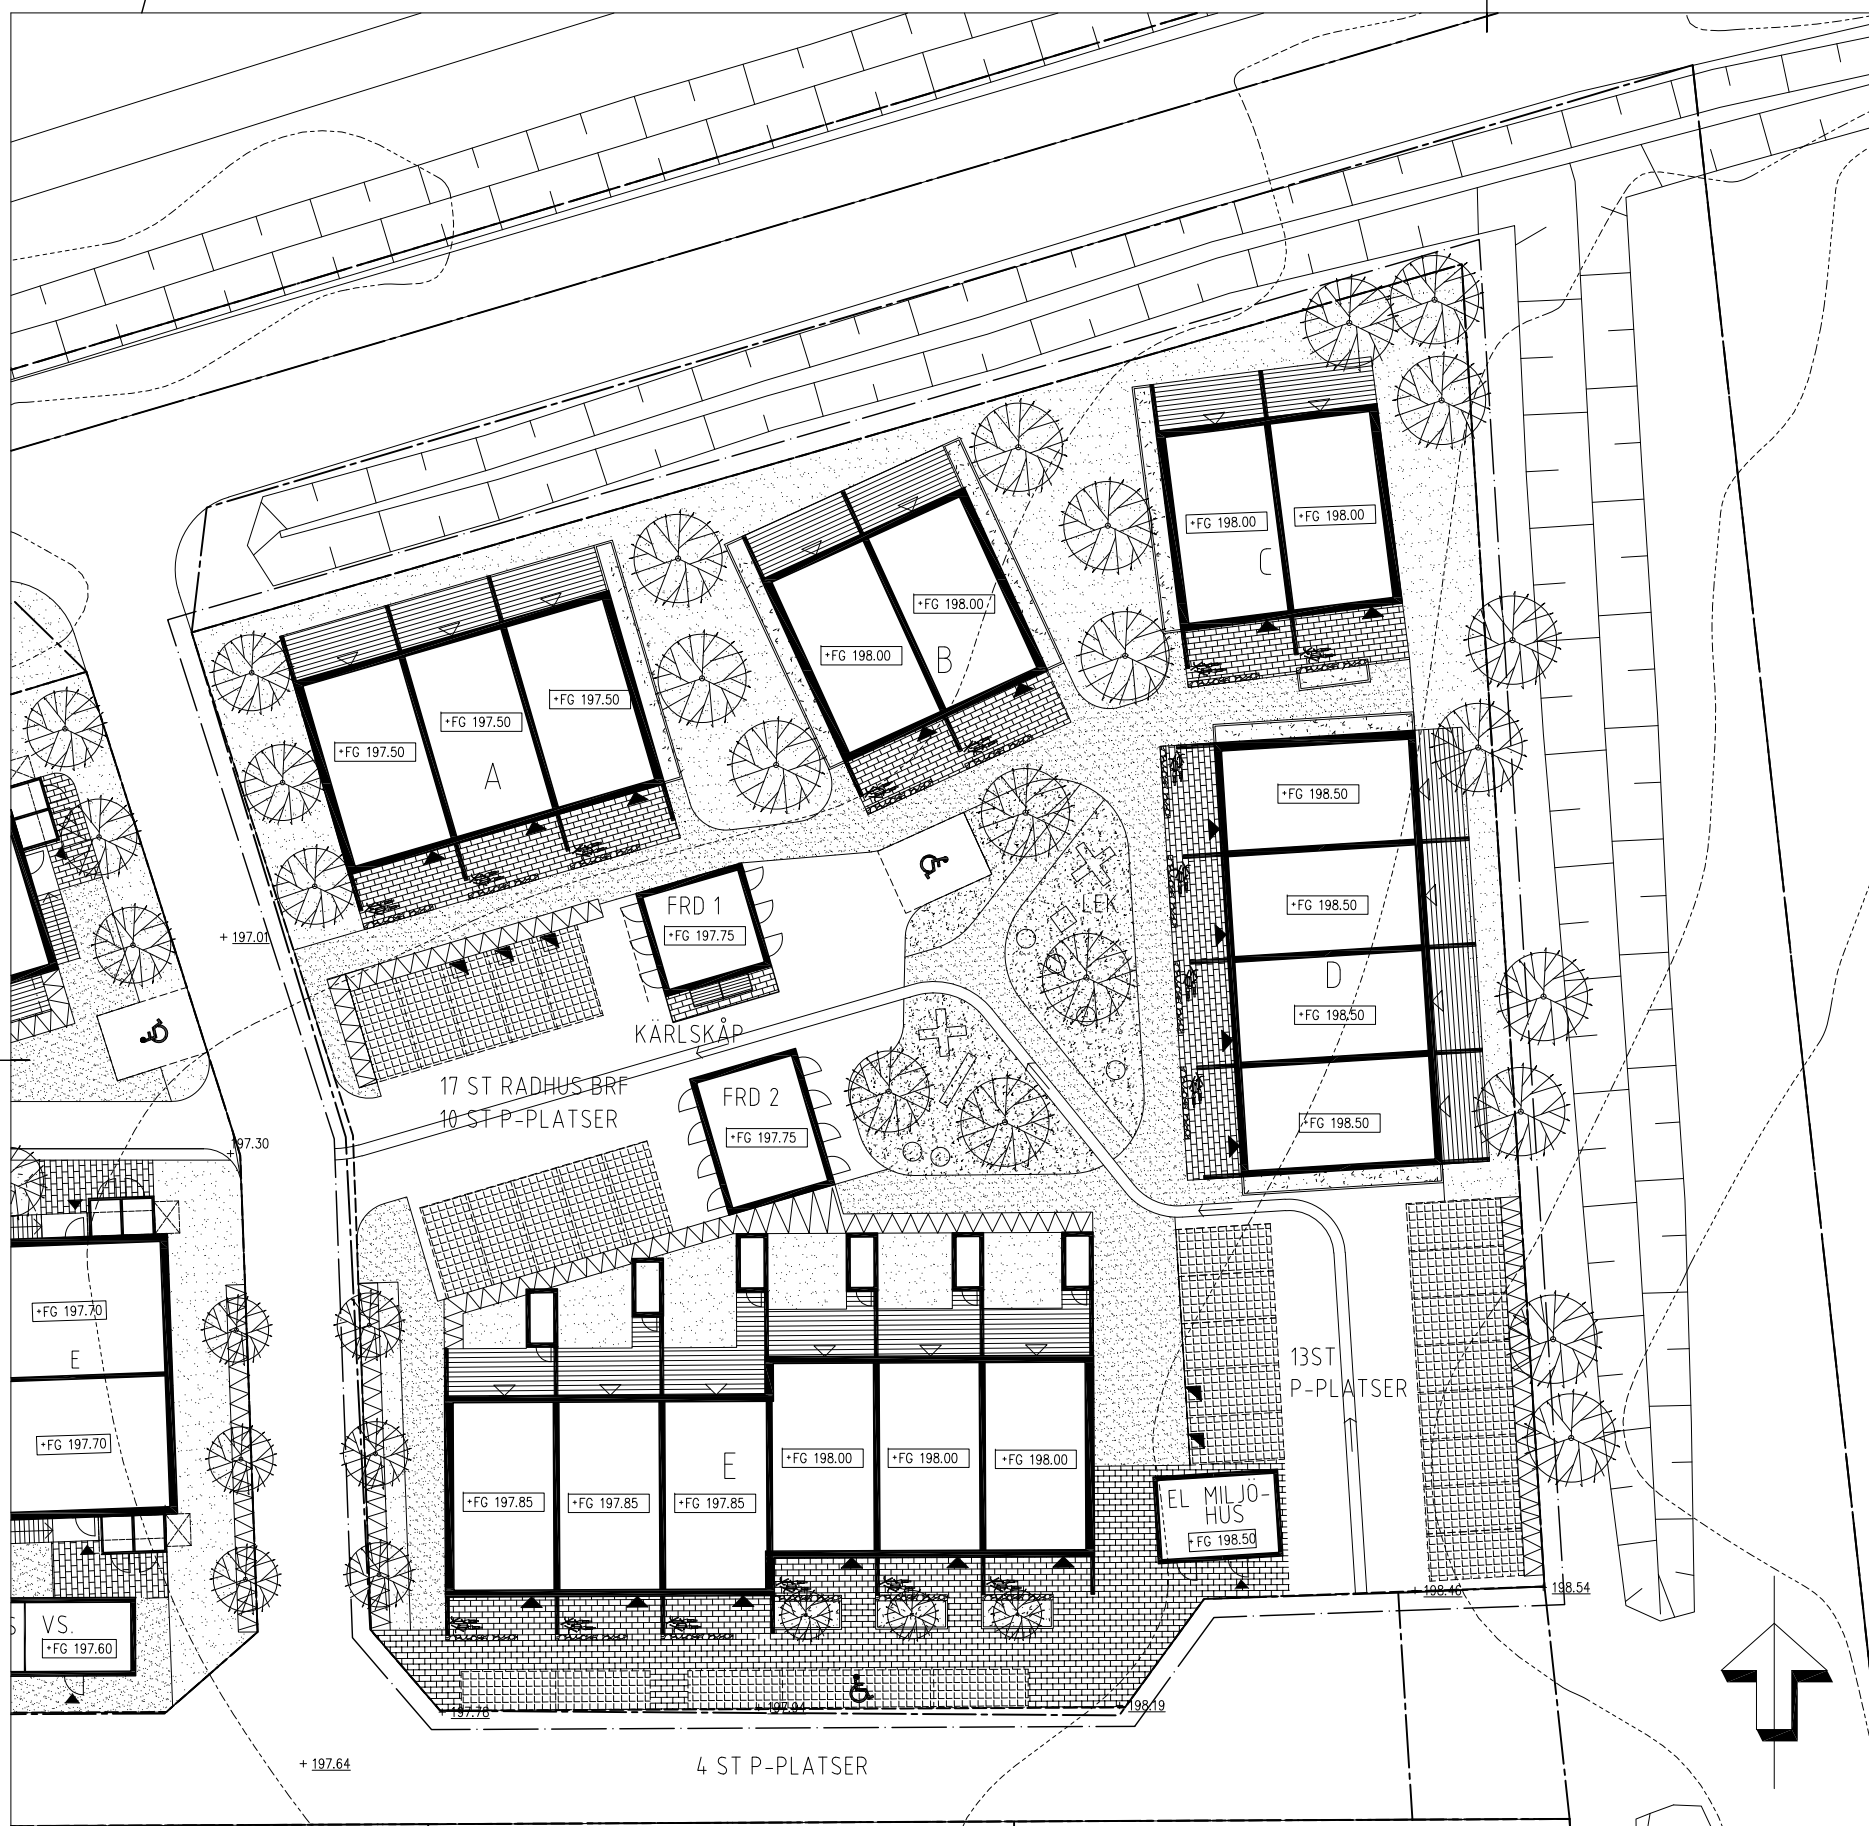 +FG 198.00
+FG 198.00
C
+FG 198.00
+FG 198.00
B
+FG 197.50
+FG 197.50
+FG 197.50
A
+FG 198.50
+FG 198.50
D
+FG 198.50
+FG 198.50
LEK
FRD 1
+FG 197.75
+ 197.01
KÄRLSKÅP
17 ST RADHUS BRF
10 ST P-PLATSER
FRD 2
+FG 197.75
197.30
+FG 197.70
E
+FG 197.70
13ST
P-PLATSER
E
+FG 198.00
+FG 198.00
+FG 198.00
+FG 197.85
+FG 197.85
+FG 197.85
EL MILJÖ-
HUS
+FG 198.50
+ 198.46
+ 198.54
S
VS.
+FG 197.60
+ 197.78
+ 197.94
+ 198.19
+ 197.64
4 ST P-PLATSER